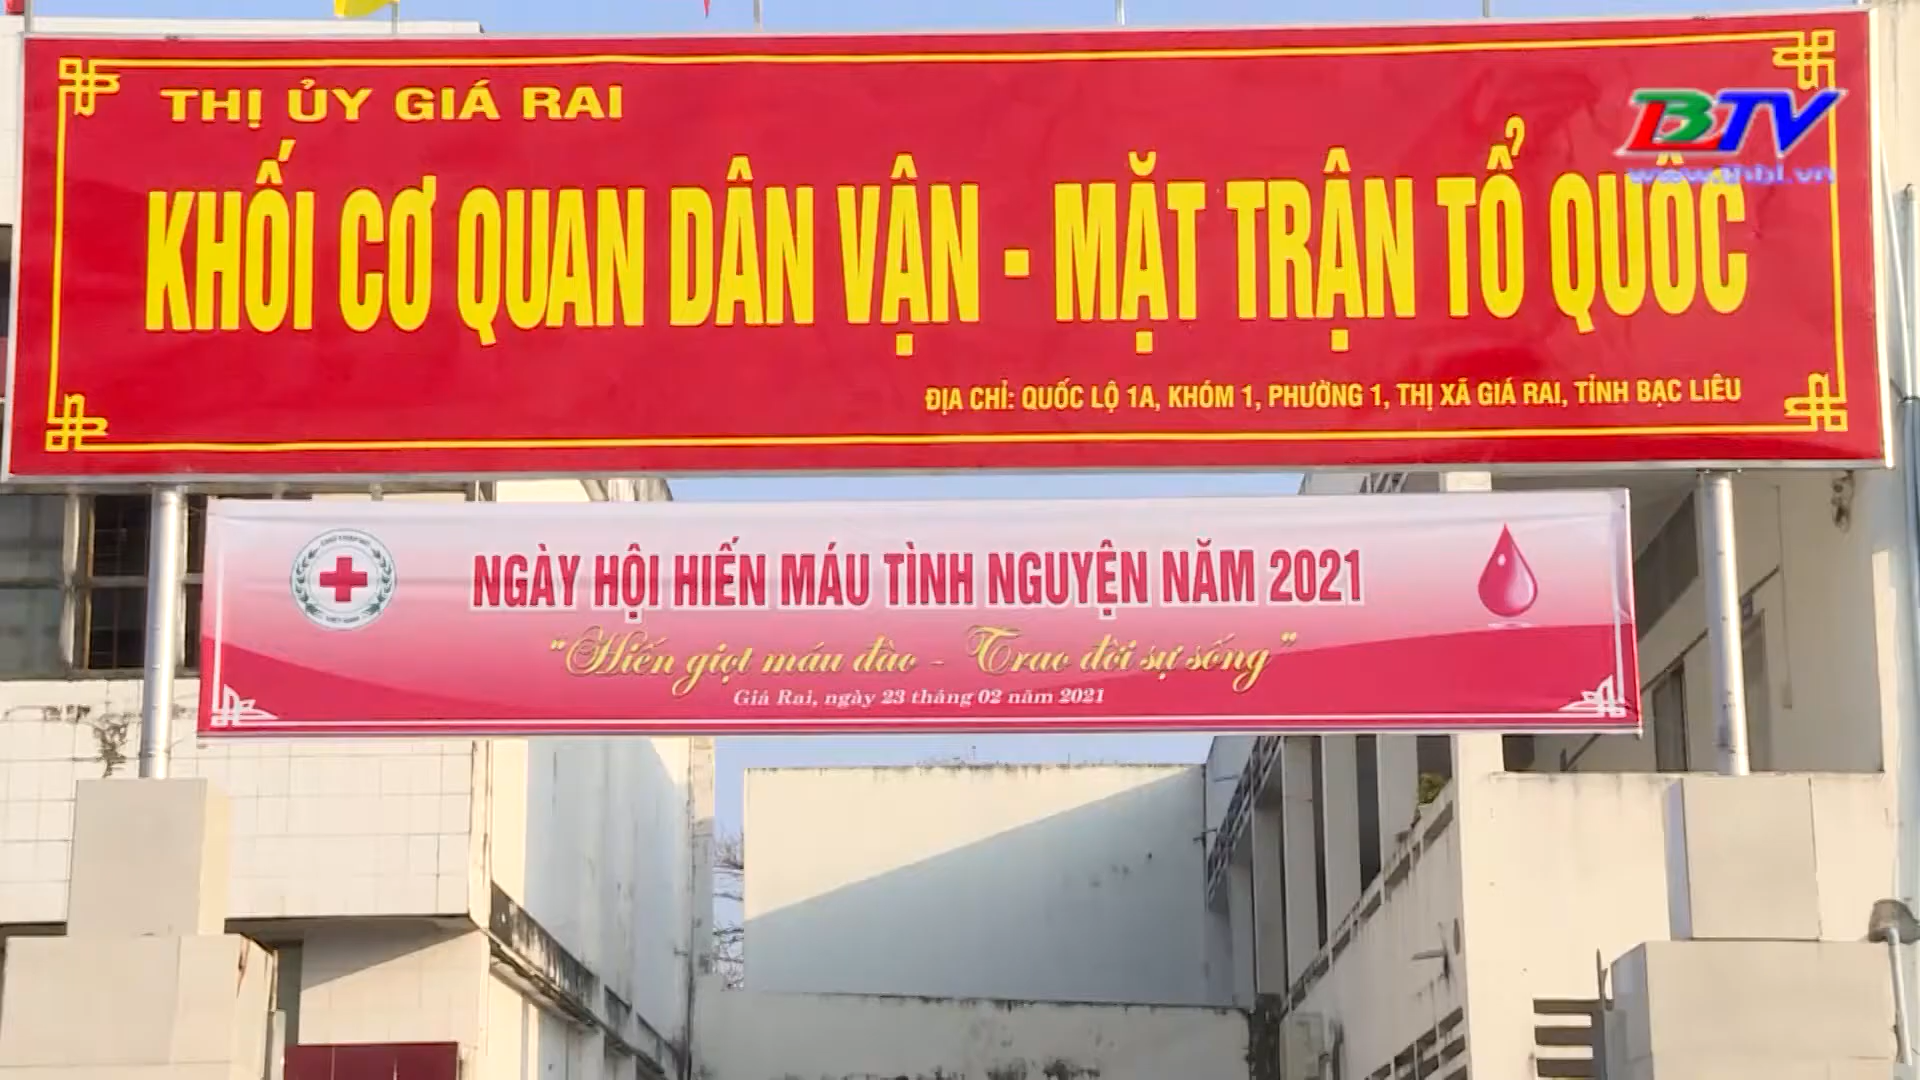 THỊ ỦY GIÁ RAI
BTV
www.thbl.vn
KHỐI CƠ QUAN DÂN VẬN - MẶT TRẬN TỔ QUỐC
ĐỊA CHỈ: QUỐC LỘ 1A, KHÓM 1, PHƯỜNG 1, THỊ XÃ GIÁ RAI, TỈNH BẠC LIÊU
NGÀY HỘI HIẾN MÁU TÌNH NGUYỆN NĂM 2021
"Hiến giọt máu đào - Trao đời sự sống"
Giá Rai, ngày 23 tháng 02 năm 2021